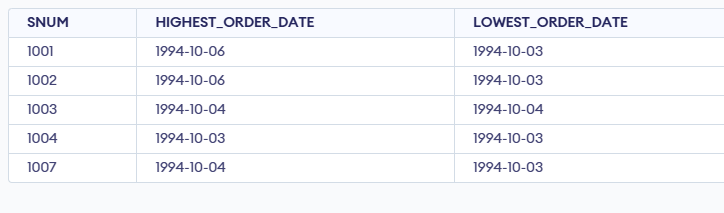 SNUM HIGHEST_ORDER_DATE LOWEST_ORDER_DATE
1001 1994-10-06 1994-10-03
1002 1994-10-06 1994-10-03
1003 1994-10-04 1994-10-04
1004 1994-10-03 1994-10-03
1007 1994-10-04 1994-10-03